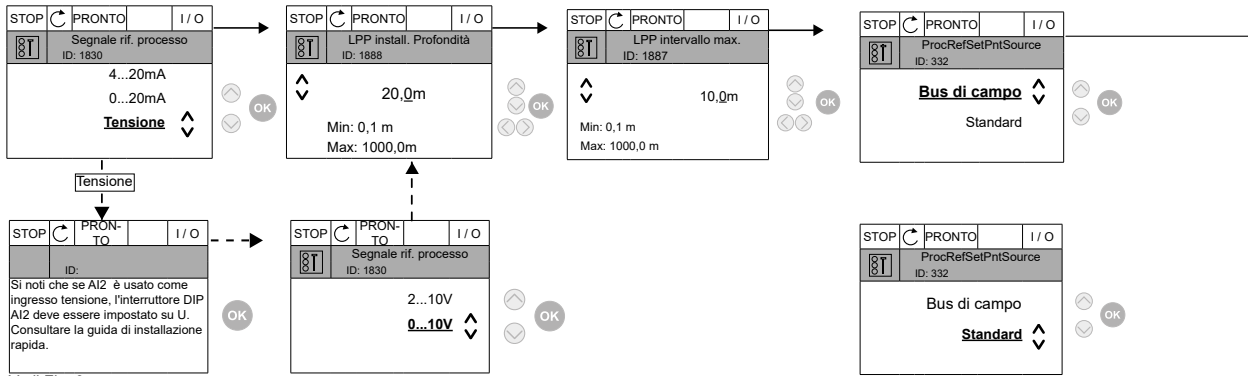 STOP PRONTO I / O
Segnale rif. processo
ID: 1830
4...20mA
0...20mA
Tensione
OK
STOP PRONTO I / O
LPP install. Profondità
ID: 1888
20,0m
Min: 0,1 m
Max: 1000,0m
OK
STOP PRONTO I / O
LPP intervallo max.
ID: 1887
10,0m
Min: 0,1 m
Max: 1000,0 m
OK
STOP PRONTO I / O
ProcRefSetPntSource
ID: 332
Bus di campo
Standard
OK
Tensione
STOP PRON-
TO I / O
ID:
Si noti che se AI2 è usato come
ingresso tensione, l'interruttore DIP
AI2 deve essere impostato su U.
Consultare la guida di installazione
rapida.
OK
STOP PRON-
TO I / O
Segnale rif. processo
ID: 1830
2...10V
0...10V
OK
STOP PRONTO I / O
ProcRefSetPntSource
ID: 332
Bus di campo
Standard
OK